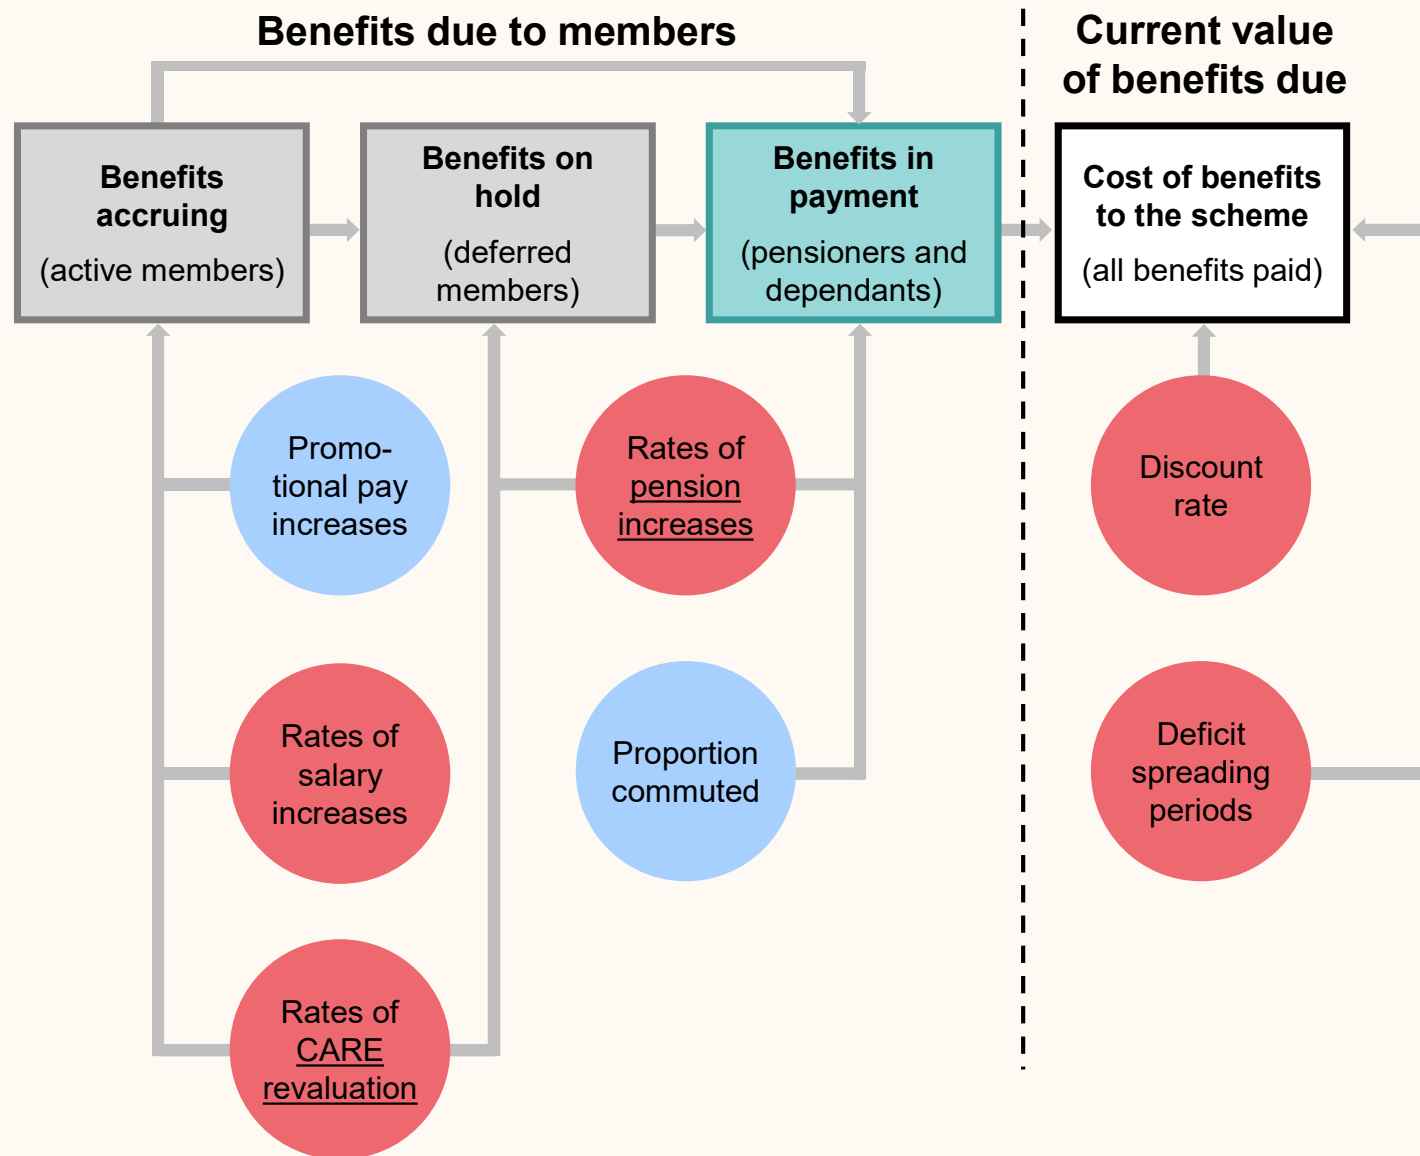 Benefits due to members
Current value
of benefits due
Benefits
accruing
(active members)
Benefits on
hold
(deferred
members)
Benefits in
payment
(pensioners and
dependants)
Cost of benefits
to the scheme
(all benefits paid)
Promo-
tional pay
increases
Rates of
pension
increases
Discount
rate
Rates of
salary
increases
Proportion
commuted
Deficit
spreading
periods
Rates of
CARE
revaluation